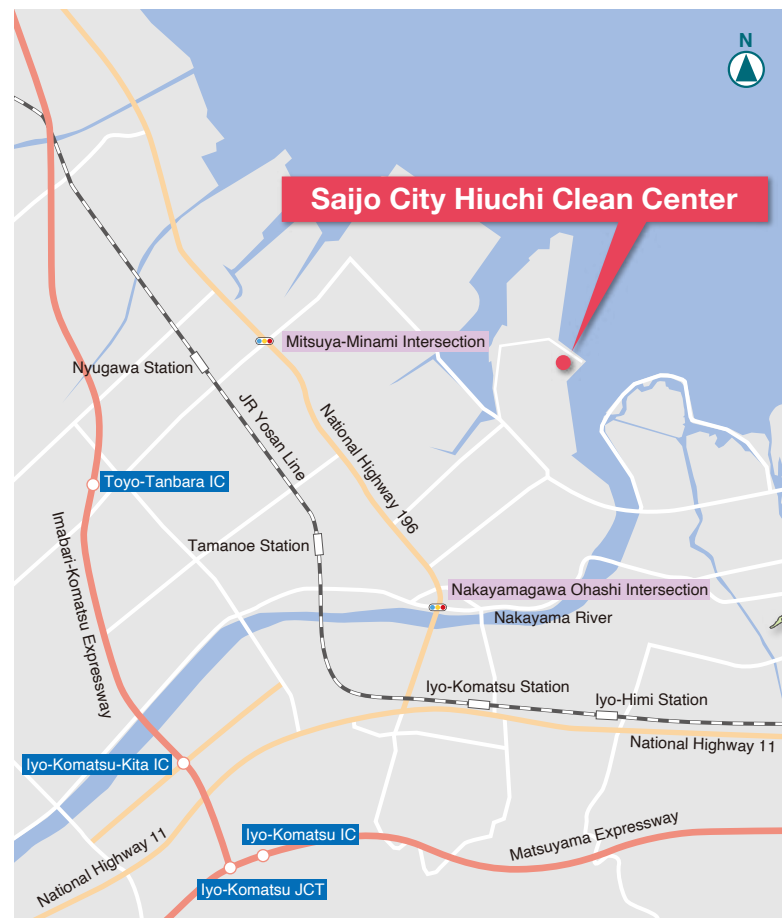 N
Saijo City Hiuchi Clean Center
Mitsuya-Minami Intersection
Nyugawa Station
JR Yosan Line
National Highway 196
Toyo-Tanbara IC
Imabari-Komatsu Expressway
Tamanoe Station
Nakayamagawa Ohashi Intersection
Nakayama River
Iyo-Komatsu Station
Iyo-Himi Station
National Highway 11
Iyo-Komatsu-Kita IC
National Highway 11
Iyo-Komatsu IC
Matsuyama Expressway
Iyo-Komatsu JCT